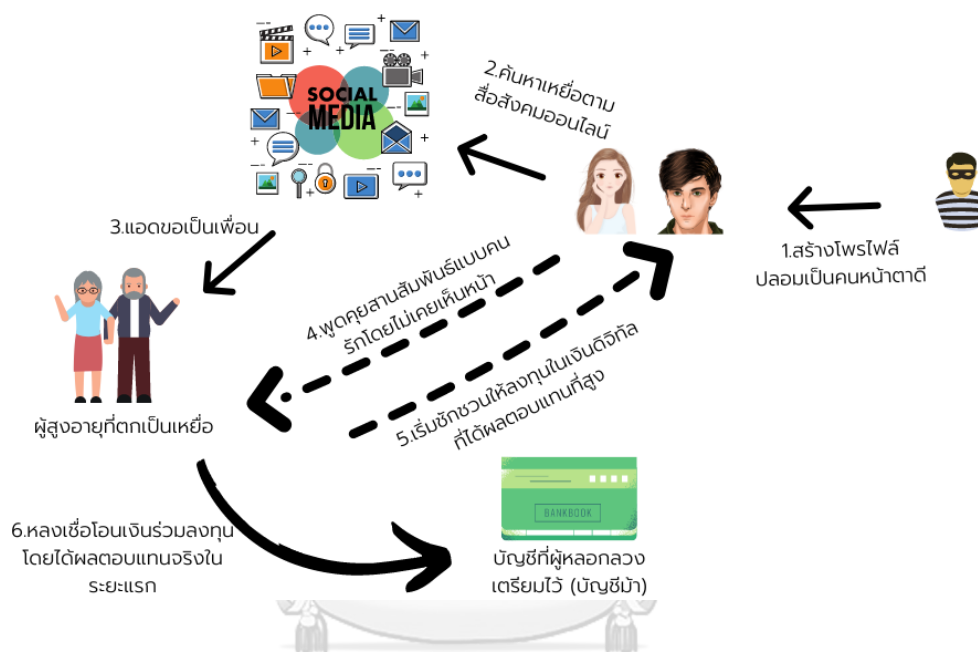 SOCIAL
MEDIA
2.ค้นหาเหยื่อตาม
สื่อสังคมออนไลน์
1.สร้างโพรไฟล์
ปลอมเป็นคนหน้าตาดี
3.แอดขอเป็นเพื่อน
4.พูดคุยสานสัมพันธ์แบบคน
รักโดยไม่เคยเห็นหน้า
5.เริ่มชักชวนให้ลงทุนในเงินดิจิทัล
ที่ได้ผลตอบแทนที่สูง
ผู้สูงอายุที่ตกเป็นเหยื่อ
6.หลงเชื่อโอนเงินร่วมลงทุน
โดยได้ผลตอบแทนจริงใน
ระยะแรก
BANKBOOK
บัญชีที่ผู้หลอกลวง
เตรียมไว้ (บัญชีม้า)